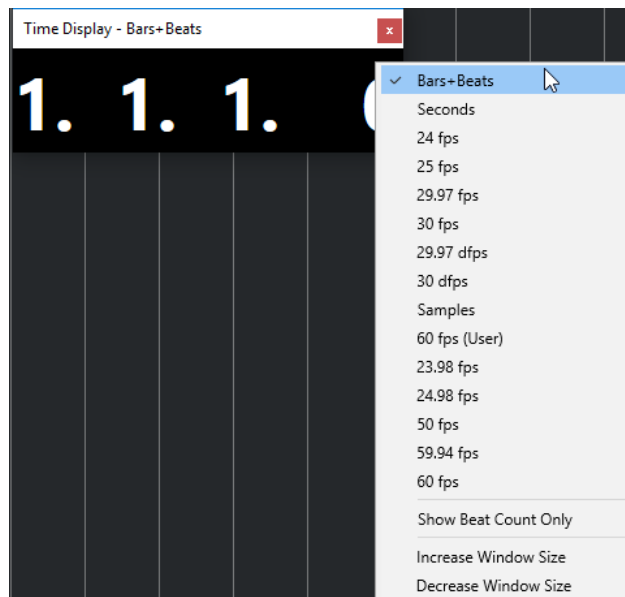 Time Display - Bars+Beats
x
1. 1. 1.
Bars+Beats
Seconds
24 fps
25 fps
29.97 fps
30 fps
29.97 dfps
30 dfps
Samples
60 fps (User)
23.98 fps
24.98 fps
50 fps
59.94 fps
60 fps
Show Beat Count Only
Increase Window Size
Decrease Window Size